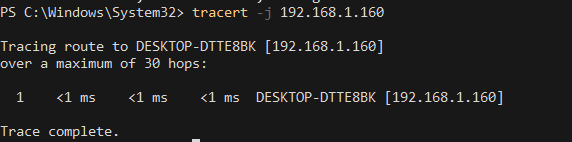 PS C:\Windows\System32> tracert -j 192.168.1.160
Tracing route to DESKTOP-DTTE8BK [192.168.1.160]
over a maximum of 30 hops:
1 <1 ms <1 ms <1 ms DESKTOP-DTTE8BK [192.168.1.160]
Trace complete.